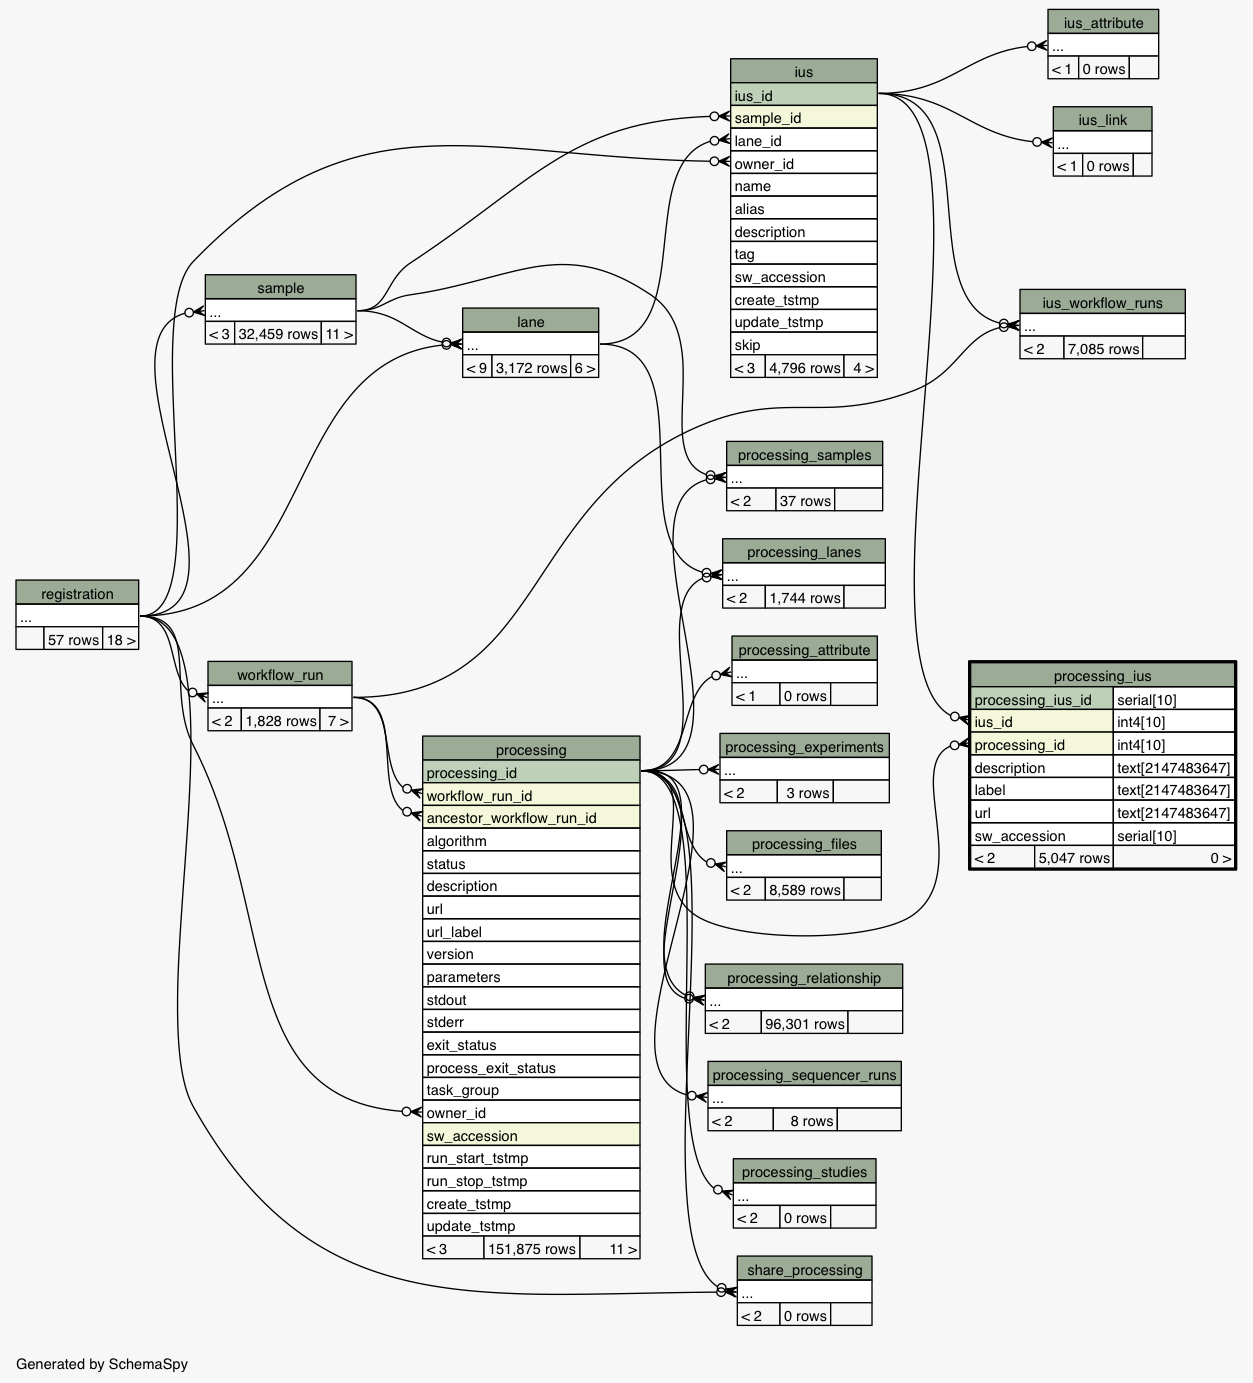 ius_attribute
...
< 1 0 rows
ius
ius_id
sample_id
lane_id
owner_id
name
alias
description
tag
sw_accession
create_tstmp
update_tstmp
skip
< 3 4,796 rows 4 >
ius_link
...
< 1 0 rows
sample
...
< 3 32,459 rows 11 >
lane
...
< 9 3,172 rows 6 >
ius_workflow_runs
...
< 2 7,085 rows
processing_samples
...
< 2 37 rows
processing_lanes
...
< 2 1,744 rows
registration
...
57 rows 18 >
processing_attribute
...
< 1 0 rows
workflow_run
...
< 2 1,828 rows 7 >
processing_ius
processing_ius_id serial[10]
ius_id int4[10]
processing_id int4[10]
description text[2147483647]
label text[2147483647]
url text[2147483647]
sw_accession serial[10]
< 2 5,047 rows 0 >
processing
processing_id
workflow_run_id
ancestor_workflow_run_id
algorithm
status
description
url
url_label
version
parameters
stdout
stderr
exit_status
process_exit_status
task_group
owner_id
sw_accession
run_start_tstmp
run_stop_tstmp
create_tstmp
update_tstmp
< 3 151,875 rows 11 >
processing_experiments
...
< 2 3 rows
processing_files
...
< 2 8,589 rows
processing_relationship
...
< 2 96,301 rows
processing_sequencer_runs
...
< 2 8 rows
processing_studies
...
< 2 0 rows
share_processing
...
< 2 0 rows
Generated by SchemaSpy